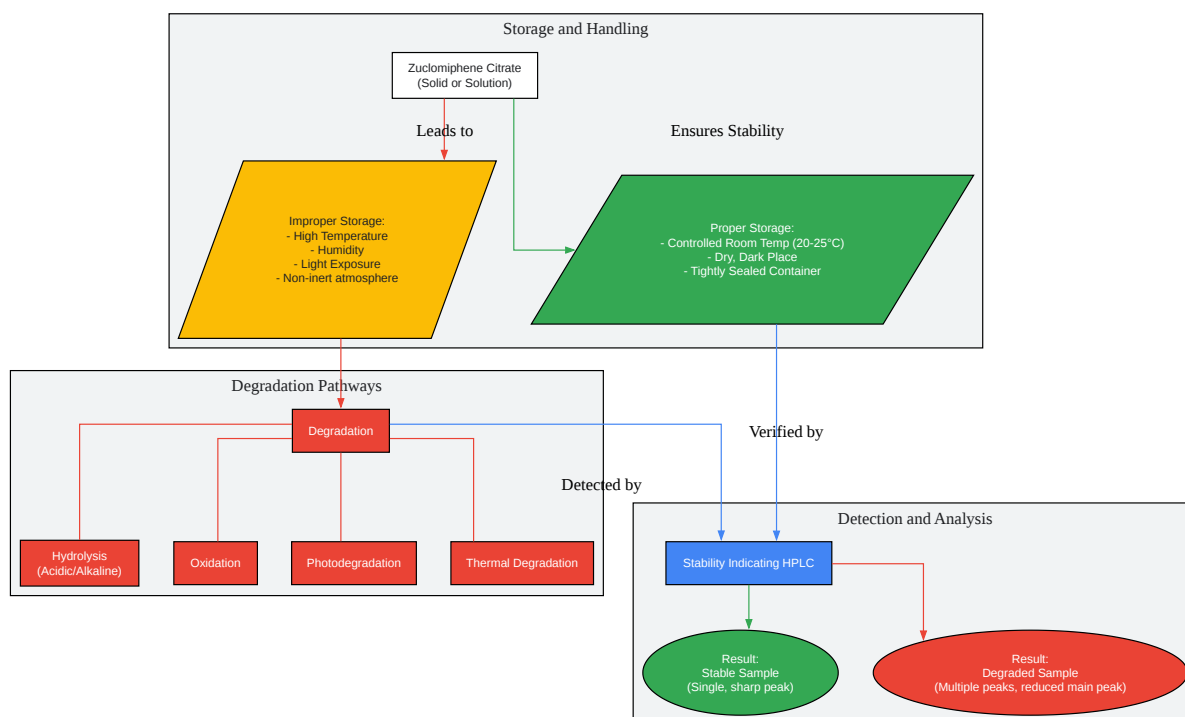 Storage and Handling
Zuclomiphene Citrate
(Solid or Solution)
Leads to
Ensures Stability
Improper Storage:
- High Temperature
- Humidity
- Light Exposure
- Non-inert atmosphere
Proper Storage:
- Controlled Room Temp (20-25°C)
- Dry, Dark Place
- Tightly Sealed Container
Degradation Pathways
Degradation
Verified by
Detected by
Hydrolysis
(Acidic/Alkaline)
Oxidation
Photodegradation
Thermal Degradation
Detection and Analysis
Stability Indicating HPLC
Result:
Stable Sample
(Single, sharp peak)
Result:
Degraded Sample
(Multiple peaks, reduced main peak)